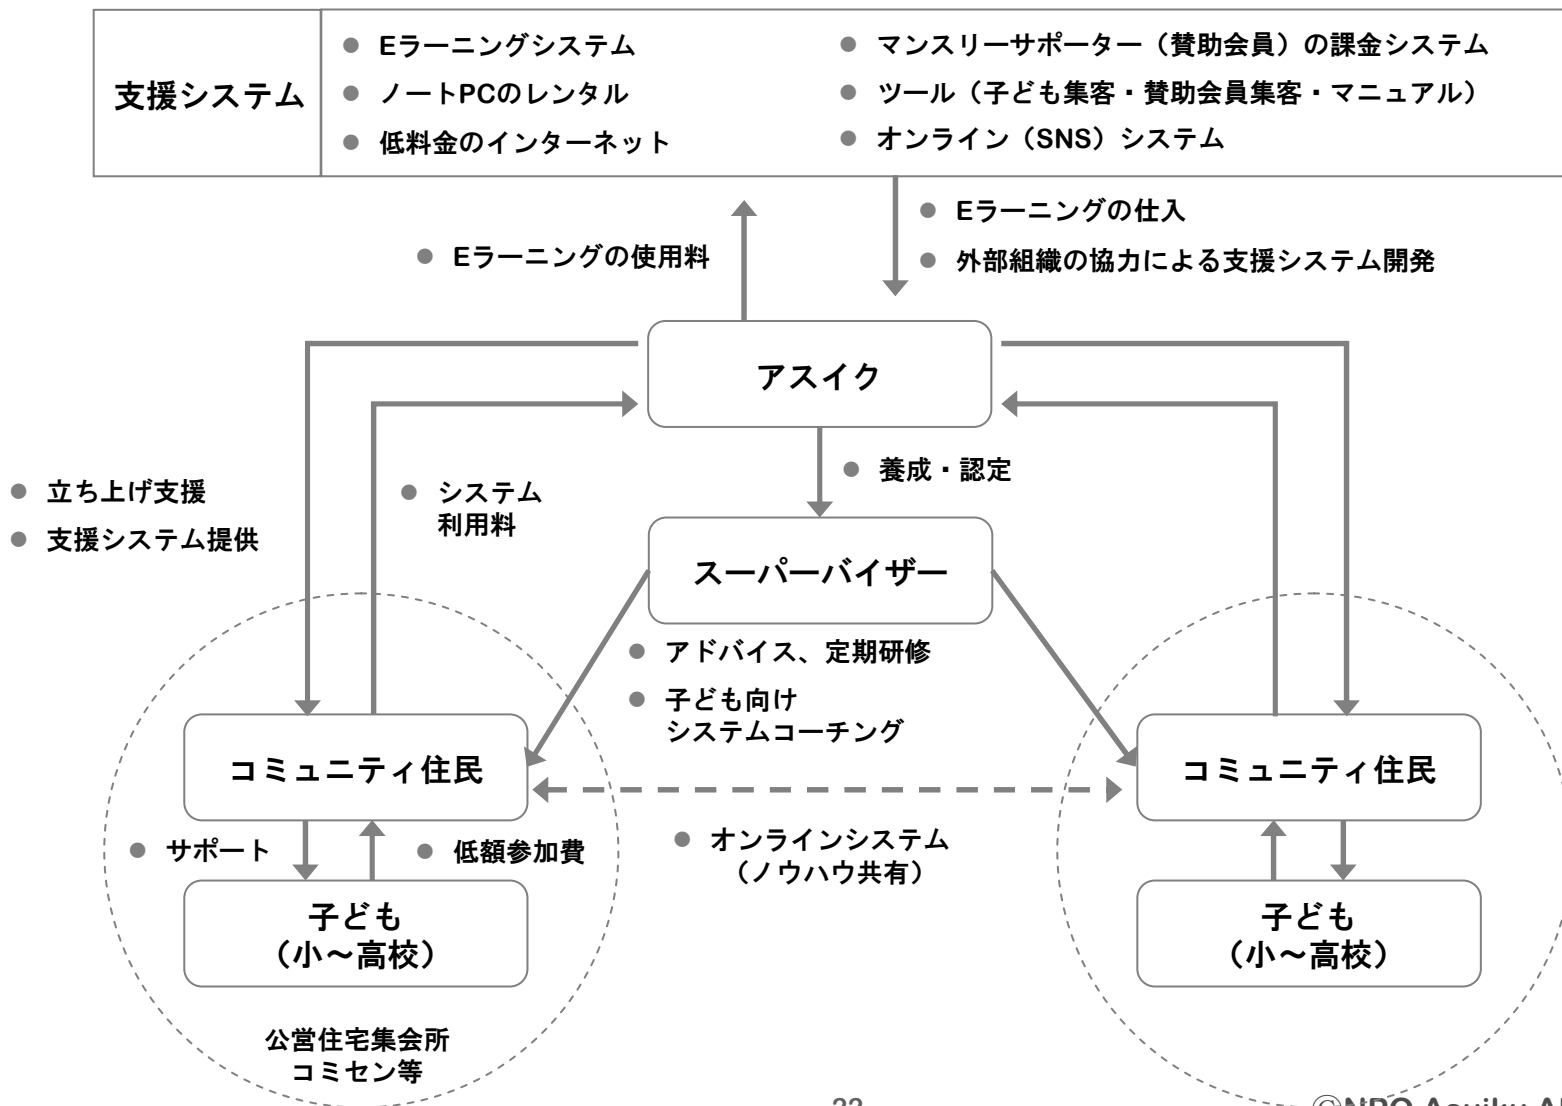 支援システム
Eラーニングシステム
ノートPCのレンタル
低料金のインターネット
マンスリーサポーター（賛助会員）の課金システム
ツール（子ども集客・賛助会員集客・マニュアル）
オンライン（SNS）システム
Eラーニングの使用料
Eラーニングの仕入
外部組織の協力による支援システム開発
アスイク
立ち上げ支援
支援システム提供
システム
利用料
養成・認定
スーパーバイザー
アドバイス、定期研修
子ども向け
システムコーチング
コミュニティ住民
コミュニティ住民
サポート
低額参加費
オンラインシステム
（ノウハウ共有）
子ども
（小〜高校）
子ども
（小〜高校）
公営住宅集会所
コミセン等